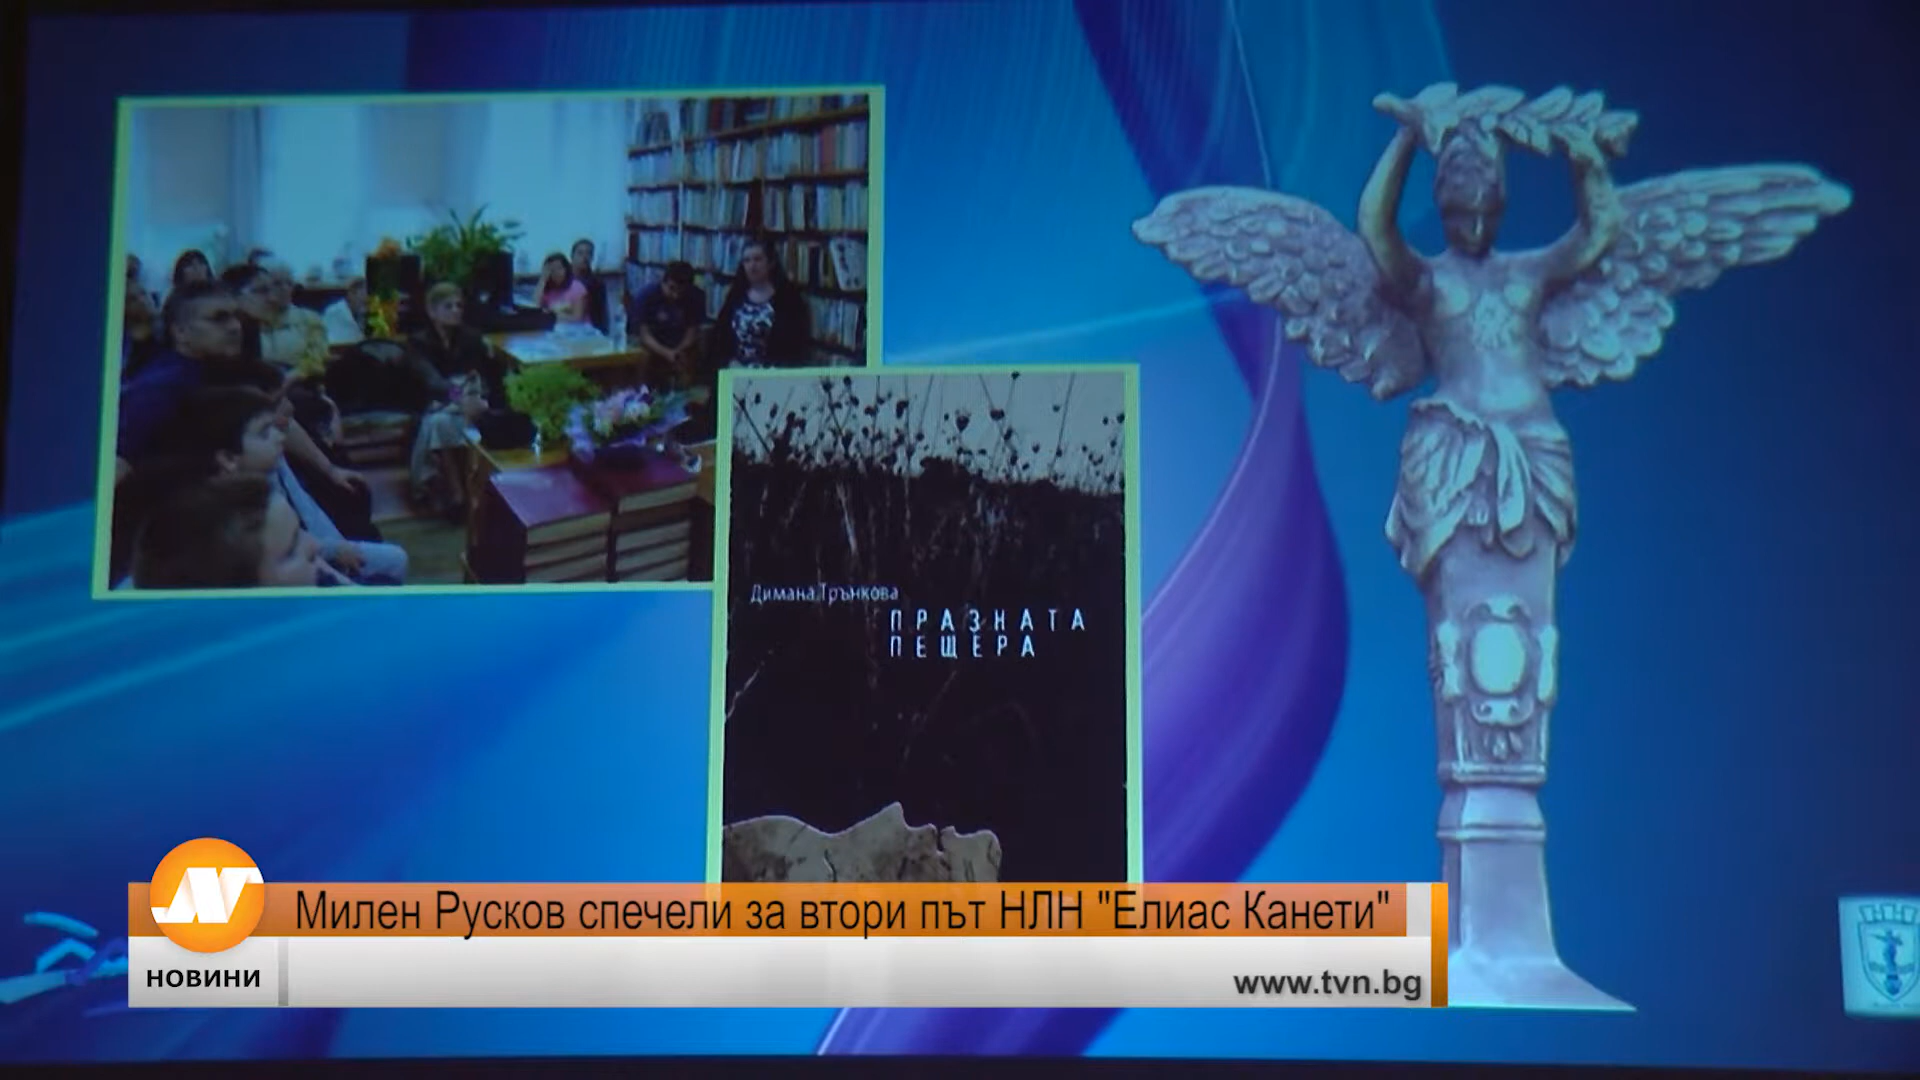 Димана Трънкова
ПРАЗНАТА
ПЕЩЕРА
Милен Русков спечели за втори път НЛН "Елиас Канети"
НОВИНИ
www.tvn.bg